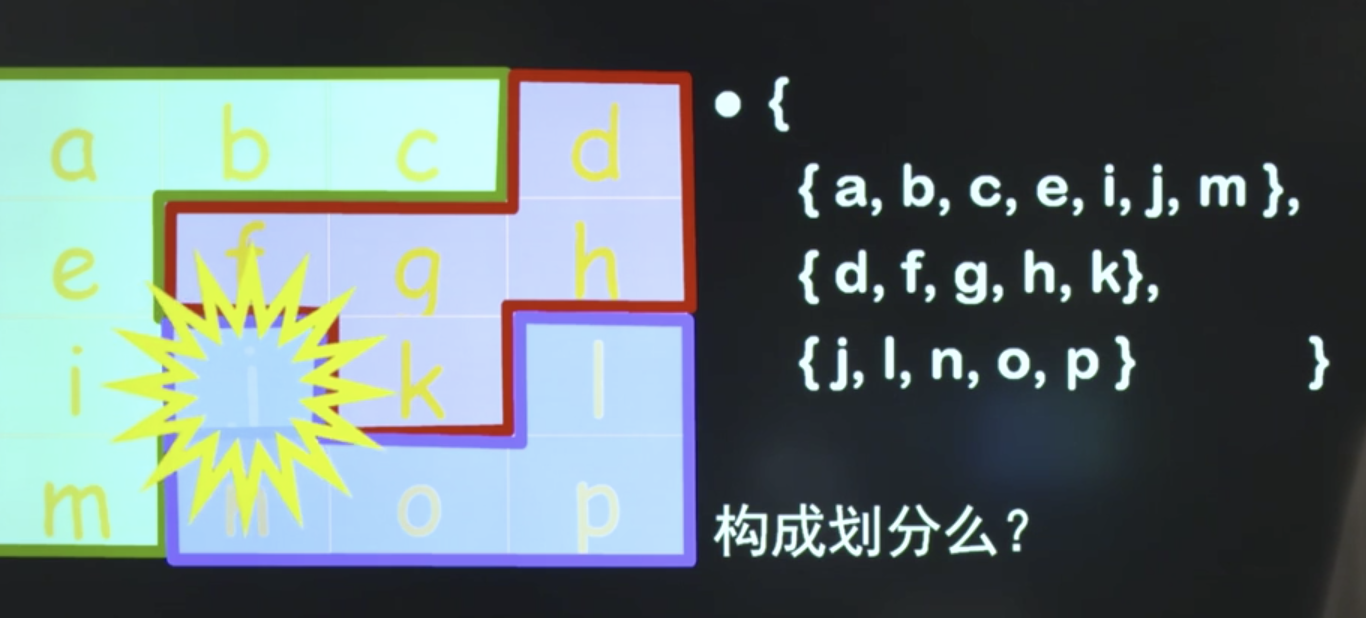 a b c d
e f g h
i j k l
m n o p
• {
{ a, b, c, e, i, j, m },
{ d, f, g, h, k},
{ j, l, n, o, p } }
构成划分么？